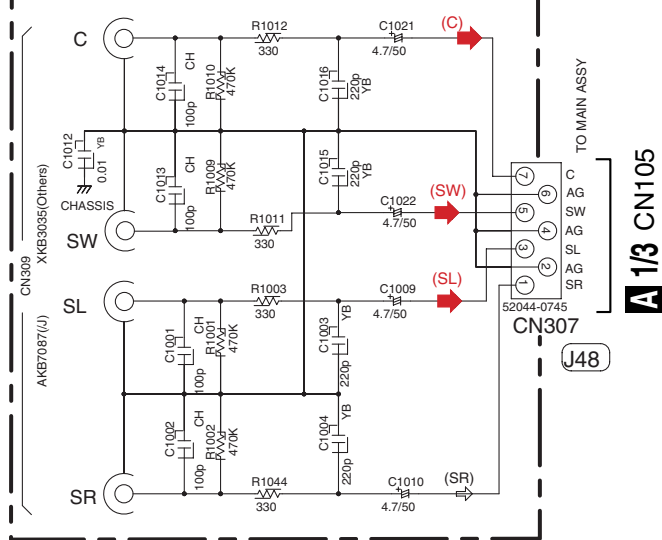 C
SW
SL
SR
CN309
XKB3035(Others)
AKB7087(/J)
C1012
YB
0.01
CHASSIS
C1014
CH
100p
R1010
470K
R1012
330
C1016
220p
YB
C1021
4.7/50
(C)
C1013
CH
100p
R1009
470K
R1011
330
C1015
220p
YB
C1022
4.7/50
(SW)
C1001
CH
100p
R1001
470K
R1003
330
C1003
YB
220p
C1009
4.7/50
(SL)
C1002
CH
100p
R1002
470K
R1044
330
C1004
YB
220p
C1010
4.7/50
(SR)
TO MAIN ASSY
7 C
6 AG
5 SW
4 AG
3 SL
2 AG
1 SR
52044-0745
CN307
J48
A 1/3 CN105